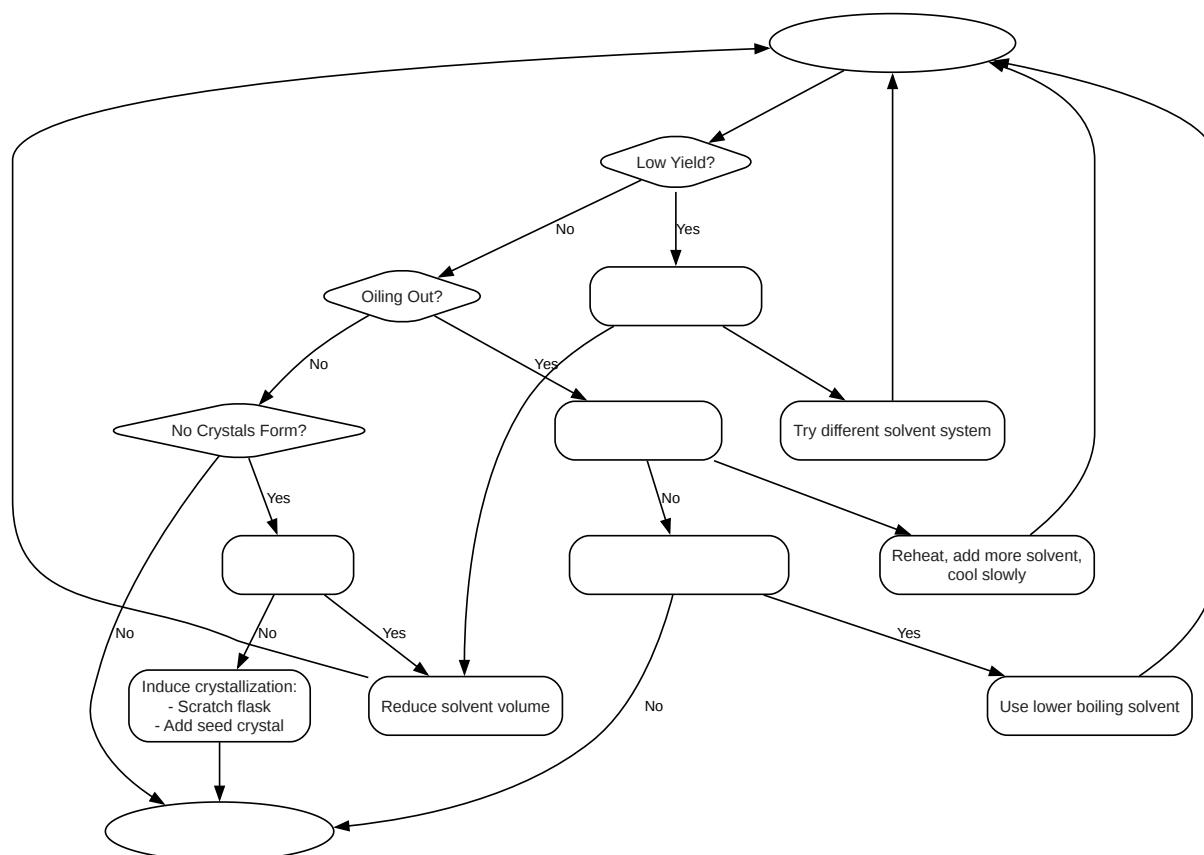 Low Yield?
No
Yes
Oiling Out?
No
Yes
No Crystals Form?
Try different solvent system
Yes
No
Reheat, add more solvent,
cool slowly
No
No
Yes
Yes
Induce crystallization:
- Scratch flask
- Add seed crystal
Reduce solvent volume
No
Use lower boiling solvent